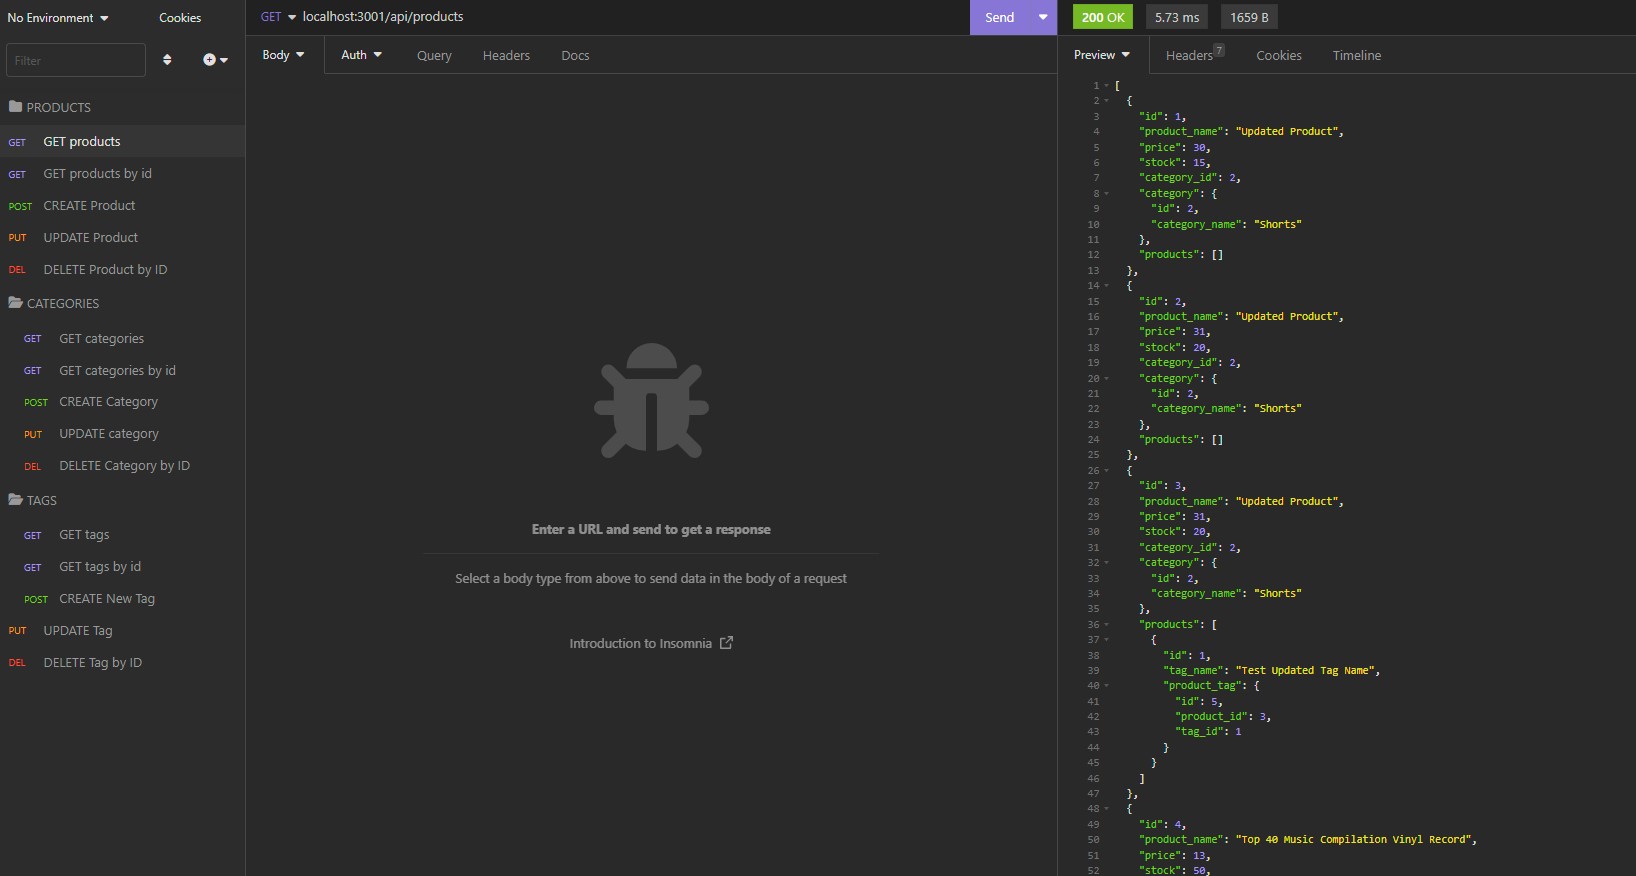 No Environment
Cookies
Filter
PRODUCTS
GET GET products
GET GET products by id
POST CREATE Product
PUT UPDATE Product
DEL DELETE Product by ID
CATEGORIES
GET GET categories
GET GET categories by id
POST CREATE Category
PUT UPDATE category
DEL DELETE Category by ID
TAGS
GET GET tags
GET GET tags by id
POST CREATE New Tag
PUT UPDATE Tag
DEL DELETE Tag by ID
GET localhost:3001/api/products
Send
Body Auth Query Headers Docs
Enter a URL and send to get a response
Select a body type from above to send data in the body of a request
Introduction to Insomnia
200 OK 5.73 ms 1659 B
Preview Headers 7 Cookies Timeline
1 [
2 {
3 "id": 1,
4 "product_name": "Updated Product",
5 "price": 30,
6 "stock": 15,
7 "category_id": 2,
8 "category": {
9 "id": 2,
10 "category_name": "Shorts"
11 },
12 "products": []
13 },
14 {
15 "id": 2,
16 "product_name": "Updated Product",
17 "price": 31,
18 "stock": 20,
19 "category_id": 2,
20 "category": {
21 "id": 2,
22 "category_name": "Shorts"
23 },
24 "products": []
25 },
26 {
27 "id": 3,
28 "product_name": "Updated Product",
29 "price": 31,
30 "stock": 20,
31 "category_id": 2,
32 "category": {
33 "id": 2,
34 "category_name": "Shorts"
35 },
36 "products": [
37 {
38 "id": 1,
39 "tag_name": "Test Updated Tag Name",
40 "product_tag": {
41 "id": 5,
42 "product_id": 3,
43 "tag_id": 1
44 }
45 }
46 ]
47 },
48 {
49 "id": 4,
50 "product_name": "Top 40 Music Compilation Vinyl Record",
51 "price": 13,
52 "stock": 50,